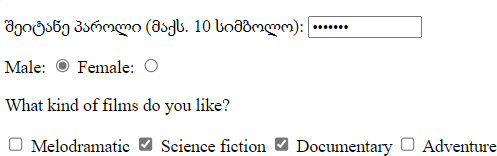 შეიტანე პაროლი (მაქს. 10 სიმბოლო): •••••••
Male: Female:
What kind of films do you like?
Melodramatic Science fiction Documentary Adventure